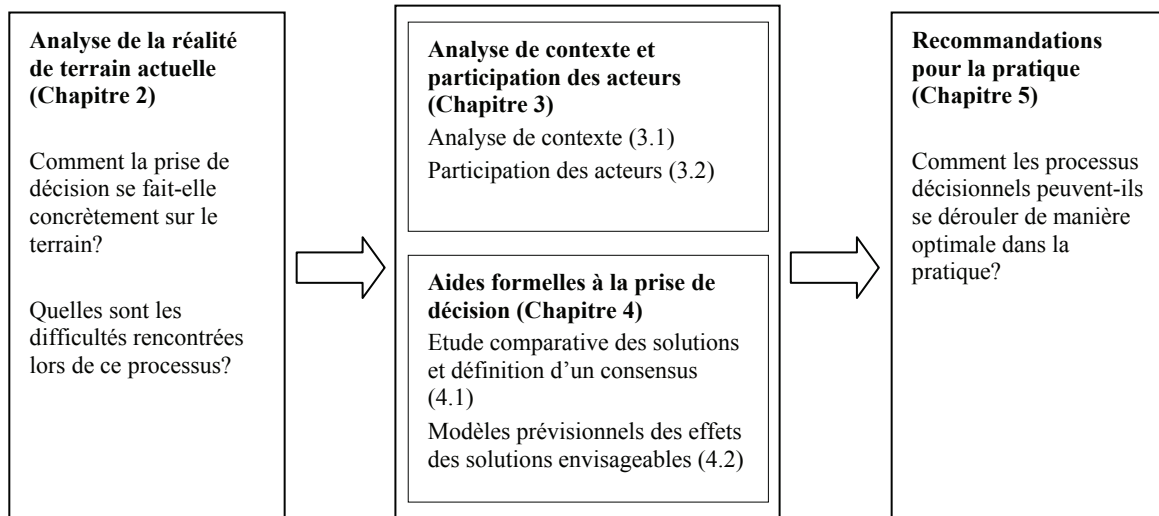 Analyse de la réalité
de terrain actuelle
(Chapitre 2)
Comment la prise de
décision se fait-elle
concrètement sur le
terrain?
Quelles sont les
difficultés rencontrées
lors de ce processus?
Analyse de contexte et
participation des acteurs
(Chapitre 3)
Analyse de contexte (3.1)
Participation des acteurs (3.2)
Aides formelles à la prise de
décision (Chapitre 4)
Etude comparative des solutions
et définition d’un consensus
(4.1)
Modèles prévisionnels des effets
des solutions envisageables (4.2)
Recommandations
pour la pratique
(Chapitre 5)
Comment les processus
décisionnels peuvent-ils
se dérouler de manière
optimale dans la
pratique?